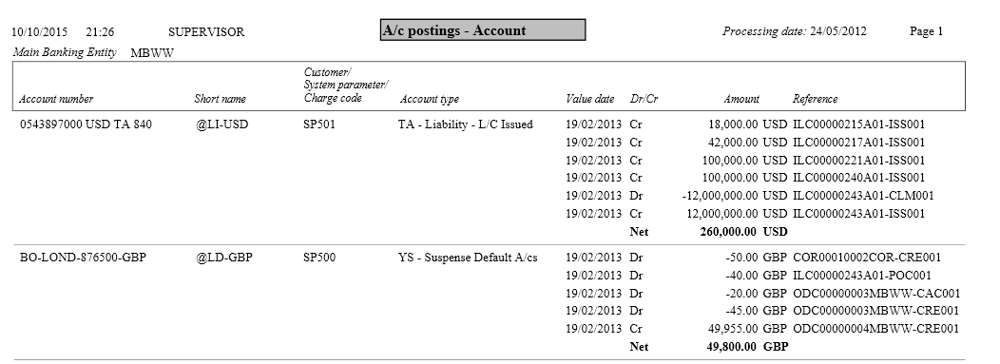 10/10/2015 21:26 SUPERVISOR A/c postings - Account Processing date: 24/05/2012 Page 1
Main Banking Entity MBWW
Customer/
System parameter/
Account number Short name Charge code Account type Value date Dr/Cr Amount Reference
0543897000 USD TA 840 @LI-USD SP501 TA - Liability - L/C Issued 19/02/2013 Cr 18,000.00 USD ILC00000215A01-ISS001
19/02/2013 Cr 42,000.00 USD ILC00000217A01-ISS001
19/02/2013 Cr 100,000.00 USD ILC00000221A01-ISS001
19/02/2013 Cr 100,000.00 USD ILC00000240A01-ISS001
19/02/2013 Dr -12,000,000.00 USD ILC00000243A01-CLM001
19/02/2013 Cr 12,000,000.00 USD ILC00000243A01-ISS001
Net 260,000.00 USD
BO-LOND-876500-GBP @LD-GBP SP500 YS - Suspense Default A/cs 19/02/2013 Dr -50.00 GBP COR00010002COR-CRE001
19/02/2013 Dr -40.00 GBP ILC00000243A01-POC001
19/02/2013 Dr -20.00 GBP ODC00000003MBWW-CAC001
19/02/2013 Dr -45.00 GBP ODC00000003MBWW-CRE001
19/02/2013 Cr 49,955.00 GBP ODC00000004MBWW-CRE001
Net 49,800.00 GBP